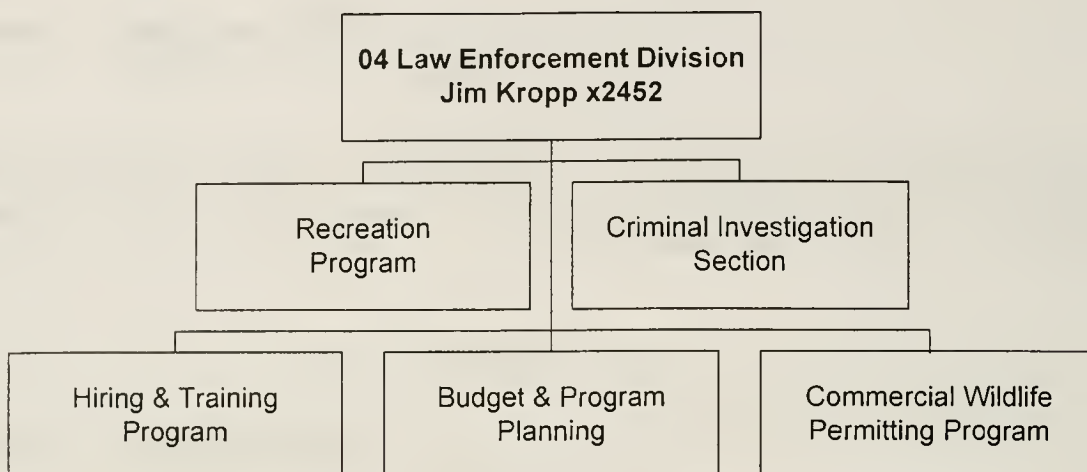 04 Law Enforcement Division
Jim Kropp x2452
Recreation
Program
Criminal Investigation
Section
Hiring & Training
Program
Budget & Program
Planning
Commercial Wildlife
Permitting Program